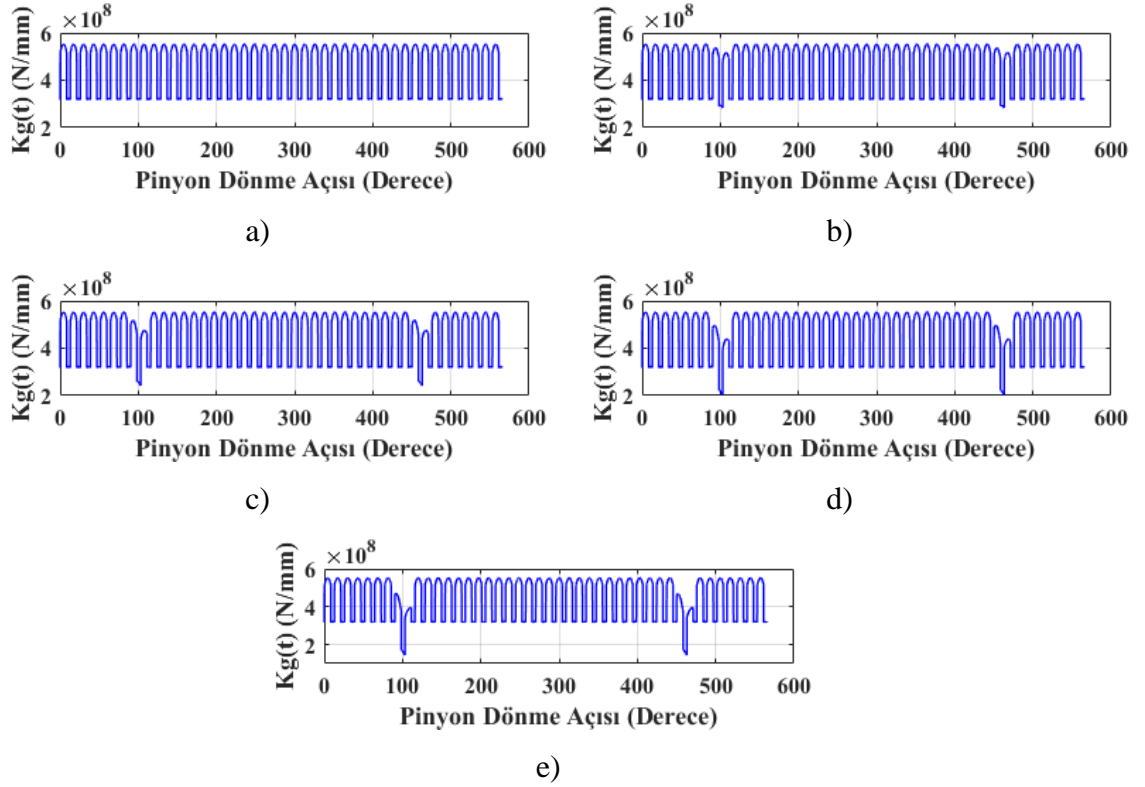 ×10⁸
6
4
2
Kg(t) (N/mm)
0 100 200 300 400 500 600
Pinyon Dönme Açısı (Derece)
a)
×10⁸
6
4
2
Kg(t) (N/mm)
0 100 200 300 400 500 600
Pinyon Dönme Açısı (Derece)
b)
×10⁸
6
4
2
Kg(t) (N/mm)
0 100 200 300 400 500 600
Pinyon Dönme Açısı (Derece)
c)
×10⁸
6
4
2
Kg(t) (N/mm)
0 100 200 300 400 500 600
Pinyon Dönme Açısı (Derece)
d)
×10⁸
6
4
2
Kg(t) (N/mm)
0 100 200 300 400 500 600
Pinyon Dönme Açısı (Derece)
e)